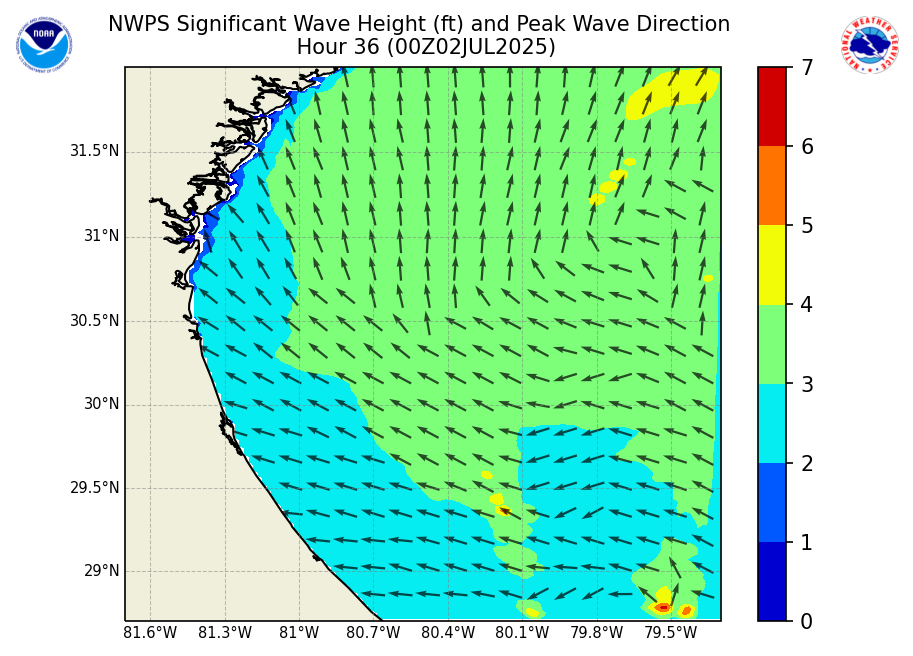 NWPS Significant Wave Height (ft) and Peak Wave Direction
Hour 36 (00Z02JUL2025)
NOAA
NATIONAL WEATHER SERVICE
31.5°N
31°N
30.5°N
30°N
29.5°N
29°N
81.6°W 81.3°W 81°W 80.7°W 80.4°W 80.1°W 79.8°W 79.5°W
7
6
5
4
3
2
1
0